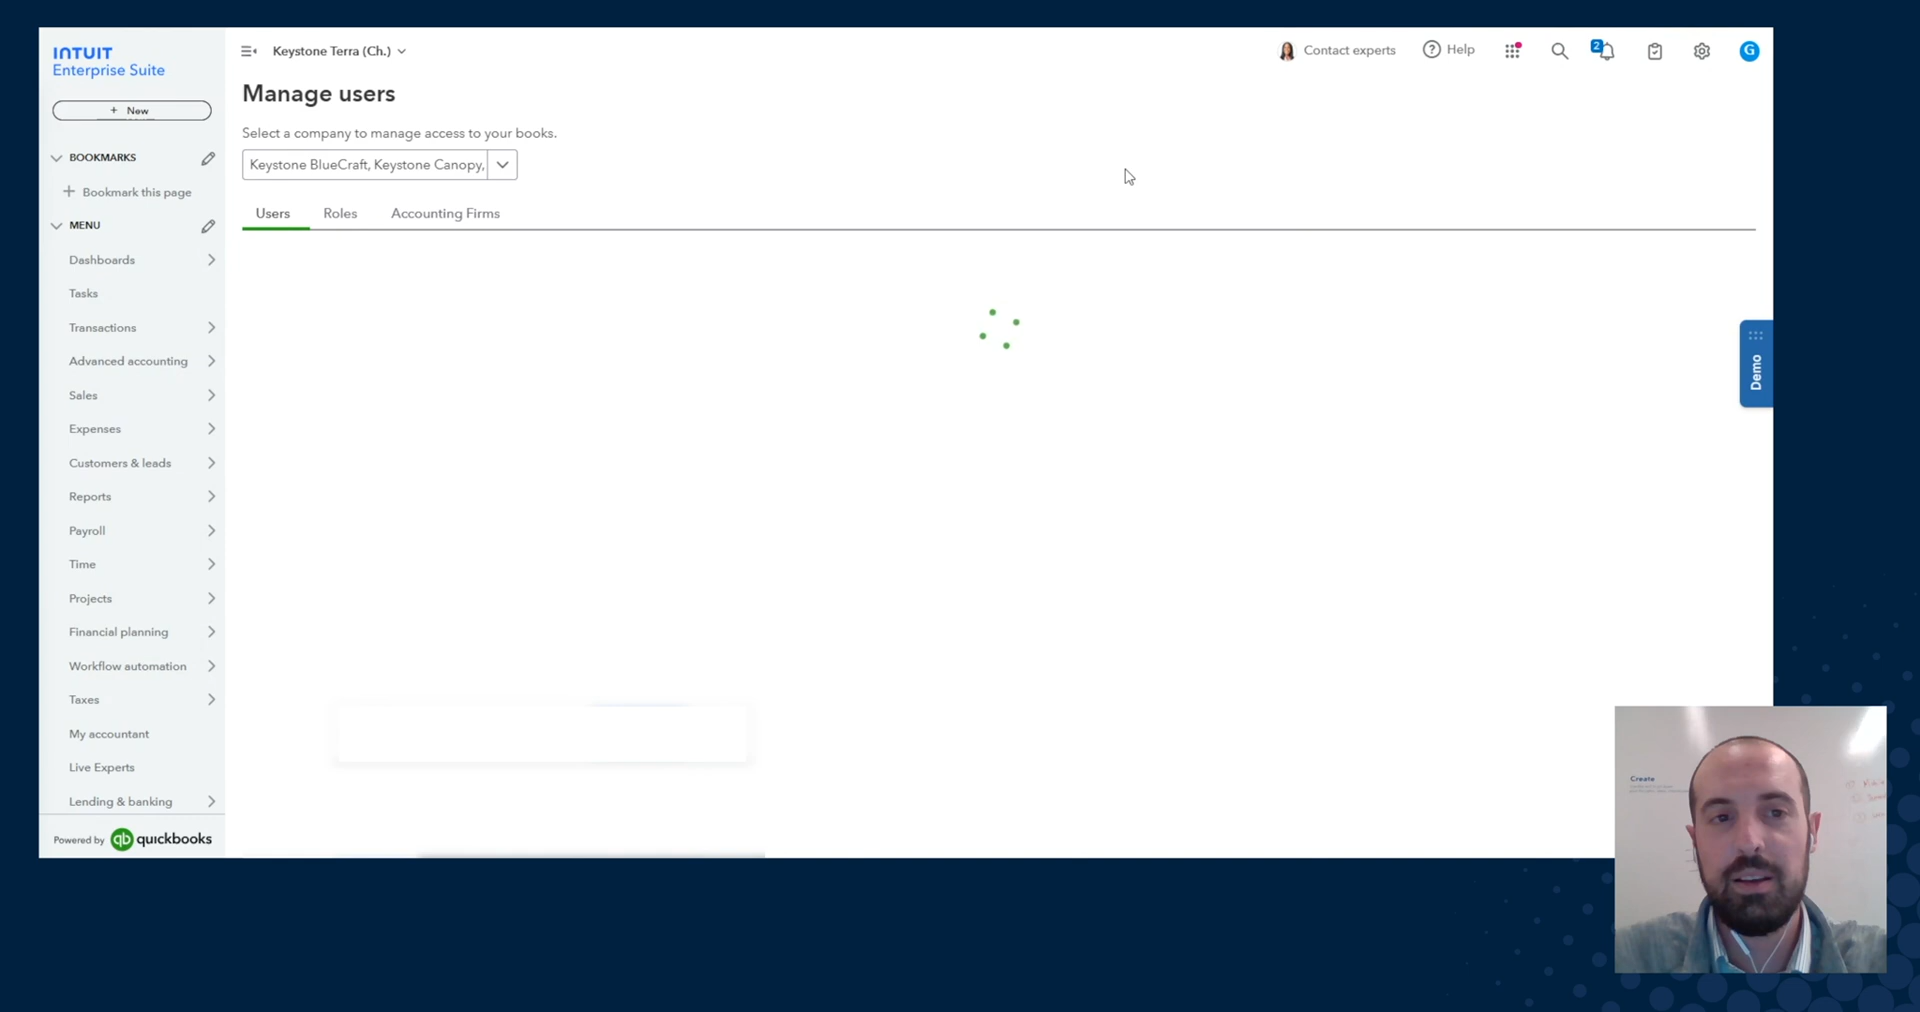 INTUIT
Enterprise Suite
+ New
BOOKMARKS
+ Bookmark this page
MENU
Dashboards
Tasks
Transactions
Advanced accounting
Sales
Expenses
Customers & leads
Reports
Payroll
Time
Projects
Financial planning
Workflow automation
Taxes
My accountant
Live Experts
Lending & banking
Powered by qb quickbooks
Keystone Terra (Ch.)
Contact experts
? Help
2
G
Manage users
Select a company to manage access to your books.
Keystone BlueCraft, Keystone Canopy,
Users Roles Accounting Firms
Demo
Create